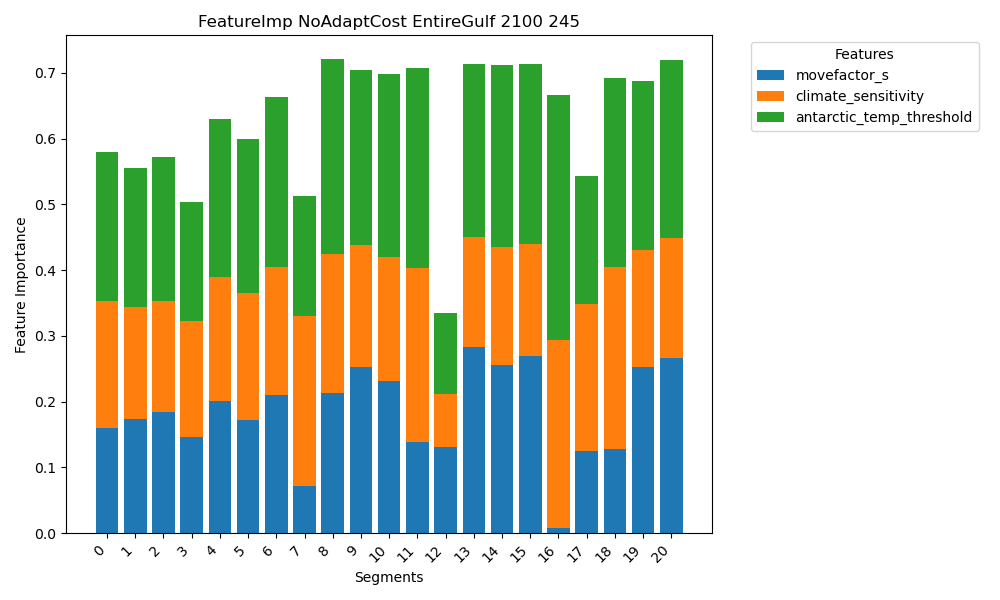 FeatureImp NoAdaptCost EntireGulf 2100 245
Feature Importance
0.7
0.6
0.5
0.4
0.3
0.2
0.1
0.0
0 1 2 3 4 5 6 7 8 9 10 11 12 13 14 15 16 17 18 19 20
Segments
Features
movefactor_s
climate_sensitivity
antarctic_temp_threshold